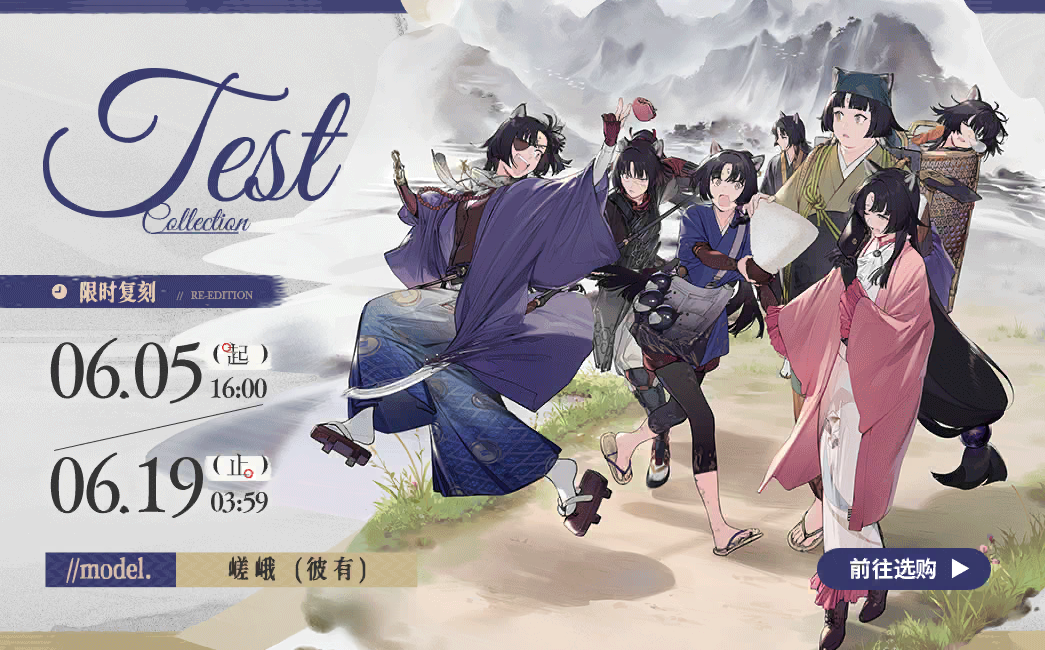 Test
Collection
限时复刻 // RE-EDITION
06.05 (起) 16:00
06.19 (止) 03:59
//model. 嵯峨 (彼有)
前往选购